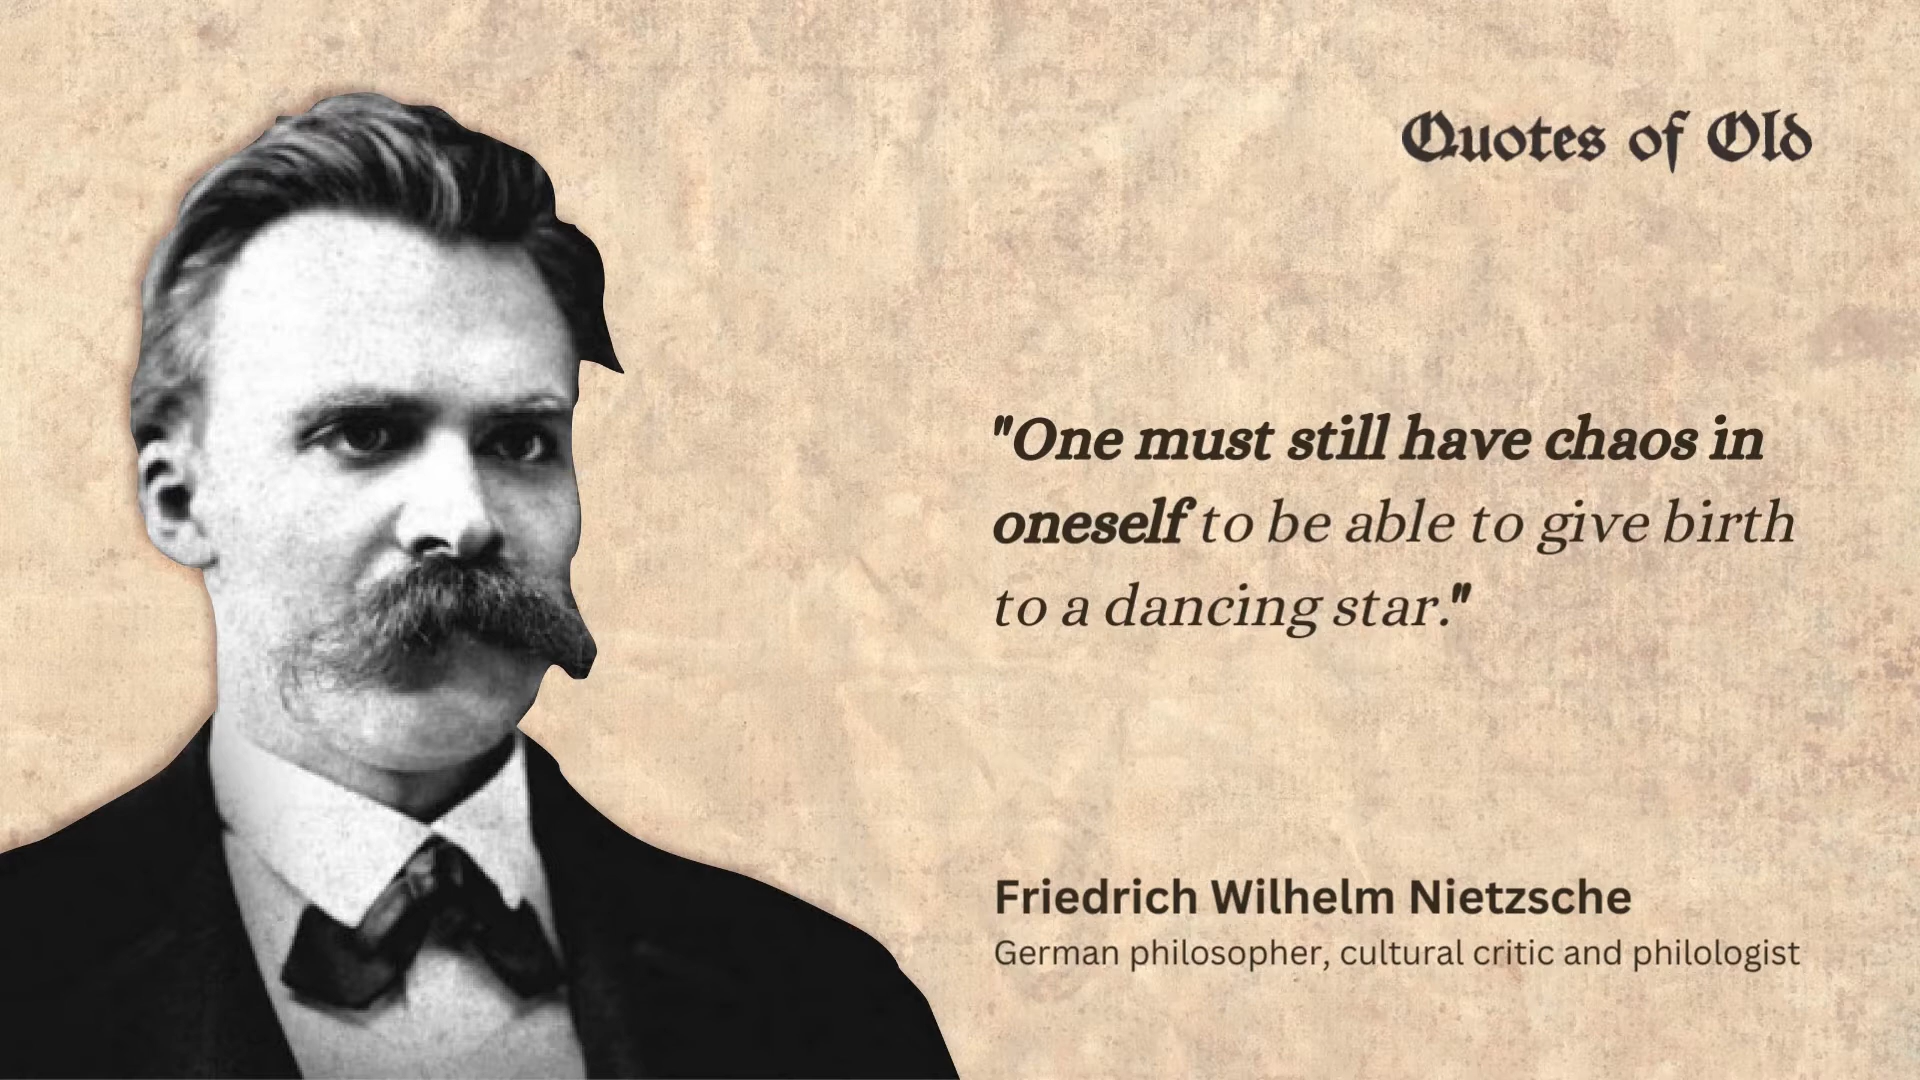 Quotes of Old
"One must still have chaos in
oneself to be able to give birth
to a dancing star."
Friedrich Wilhelm Nietzsche
German philosopher, cultural critic and philologist